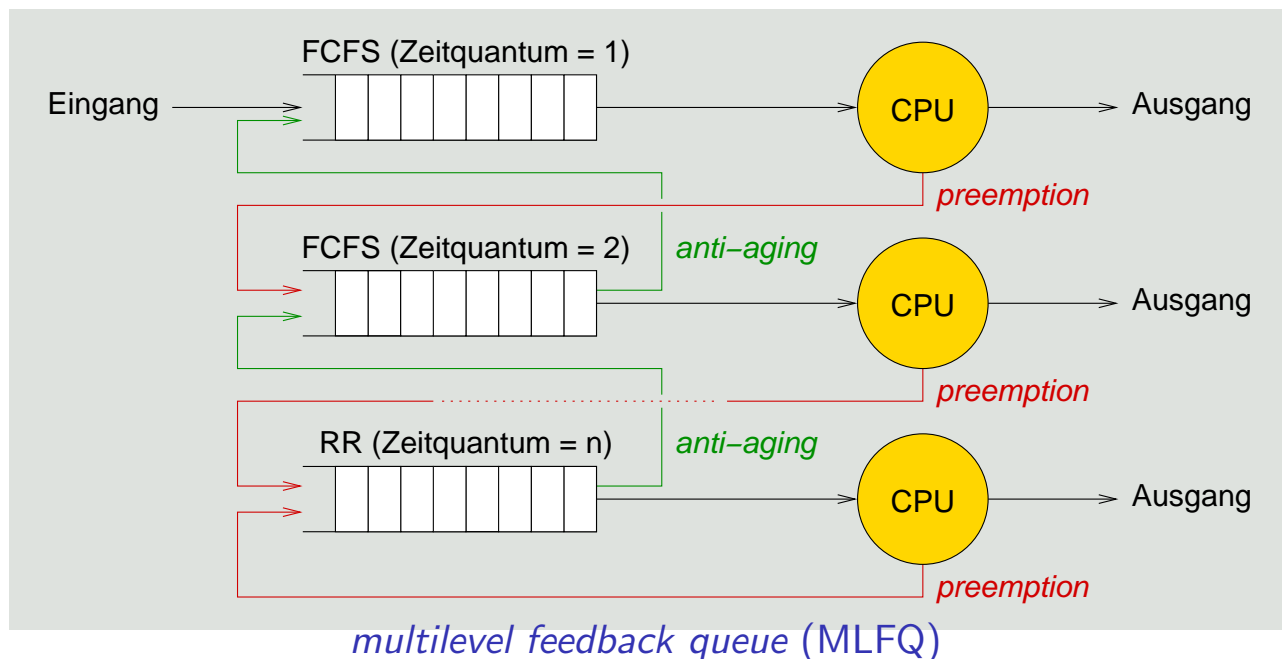 FCFS (Zeitquantum = 1)
Eingang
CPU
Ausgang
preemption
FCFS (Zeitquantum = 2)
anti−aging
CPU
Ausgang
preemption
RR (Zeitquantum = n)
anti−aging
CPU
Ausgang
preemption
multilevel feedback queue (MLFQ)